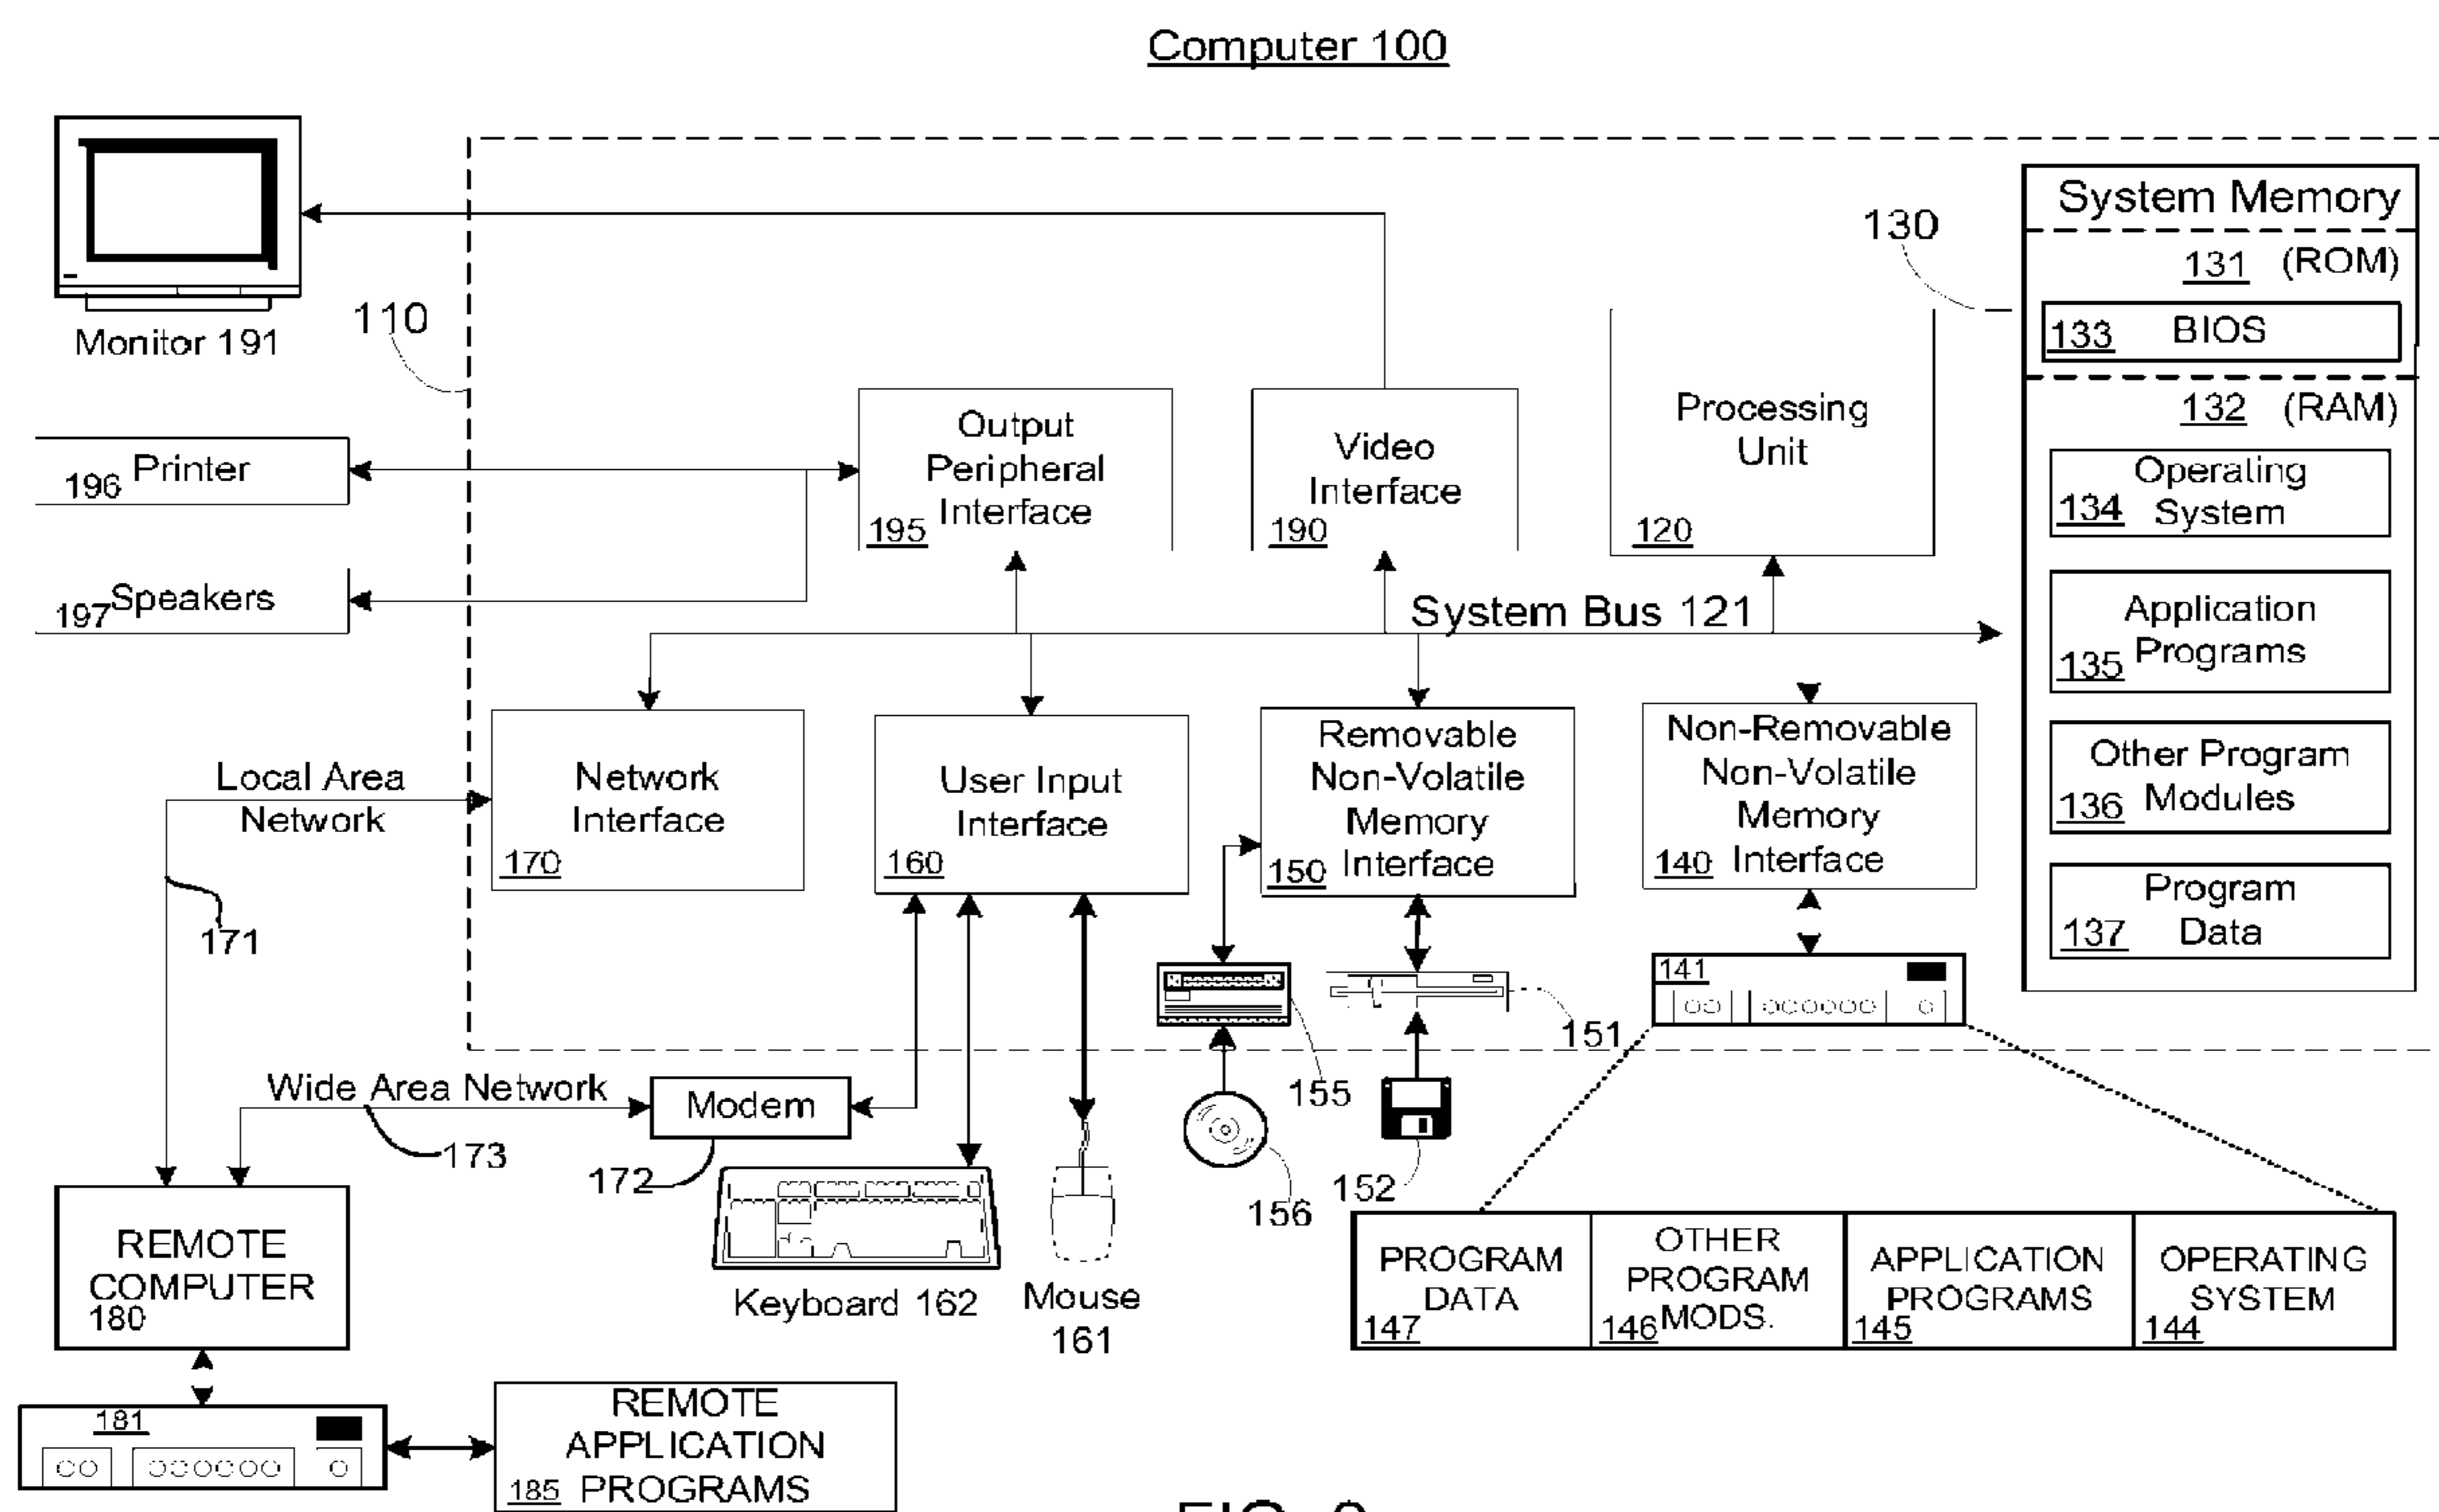 Computer 100
Monitor 191
110
130
System Memory
131 (ROM)
133 BIOS
132 (RAM)
Operating
134 System
Application
135 Programs
Other Program
136 Modules
Program
137 Data
196 Printer
197 Speakers
Output
Peripheral
Interface
195
Video
Interface
190
Processing
Unit
120
System Bus 121
Local Area
Network
171
Network
Interface
170
User Input
Interface
160
Removable
Non-Volatile
Memory
150 Interface
Non-Removable
Non-Volatile
Memory
140 Interface
141
151
155
156
152
Wide Area Network
173
Modem
172
Keyboard 162
Mouse
161
REMOTE
COMPUTER
180
181
REMOTE
APPLICATION
185 PROGRAMS
PROGRAM
DATA
147
OTHER
PROGRAM
146 MODS.
APPLICATION
PROGRAMS
145
OPERATING
SYSTEM
144